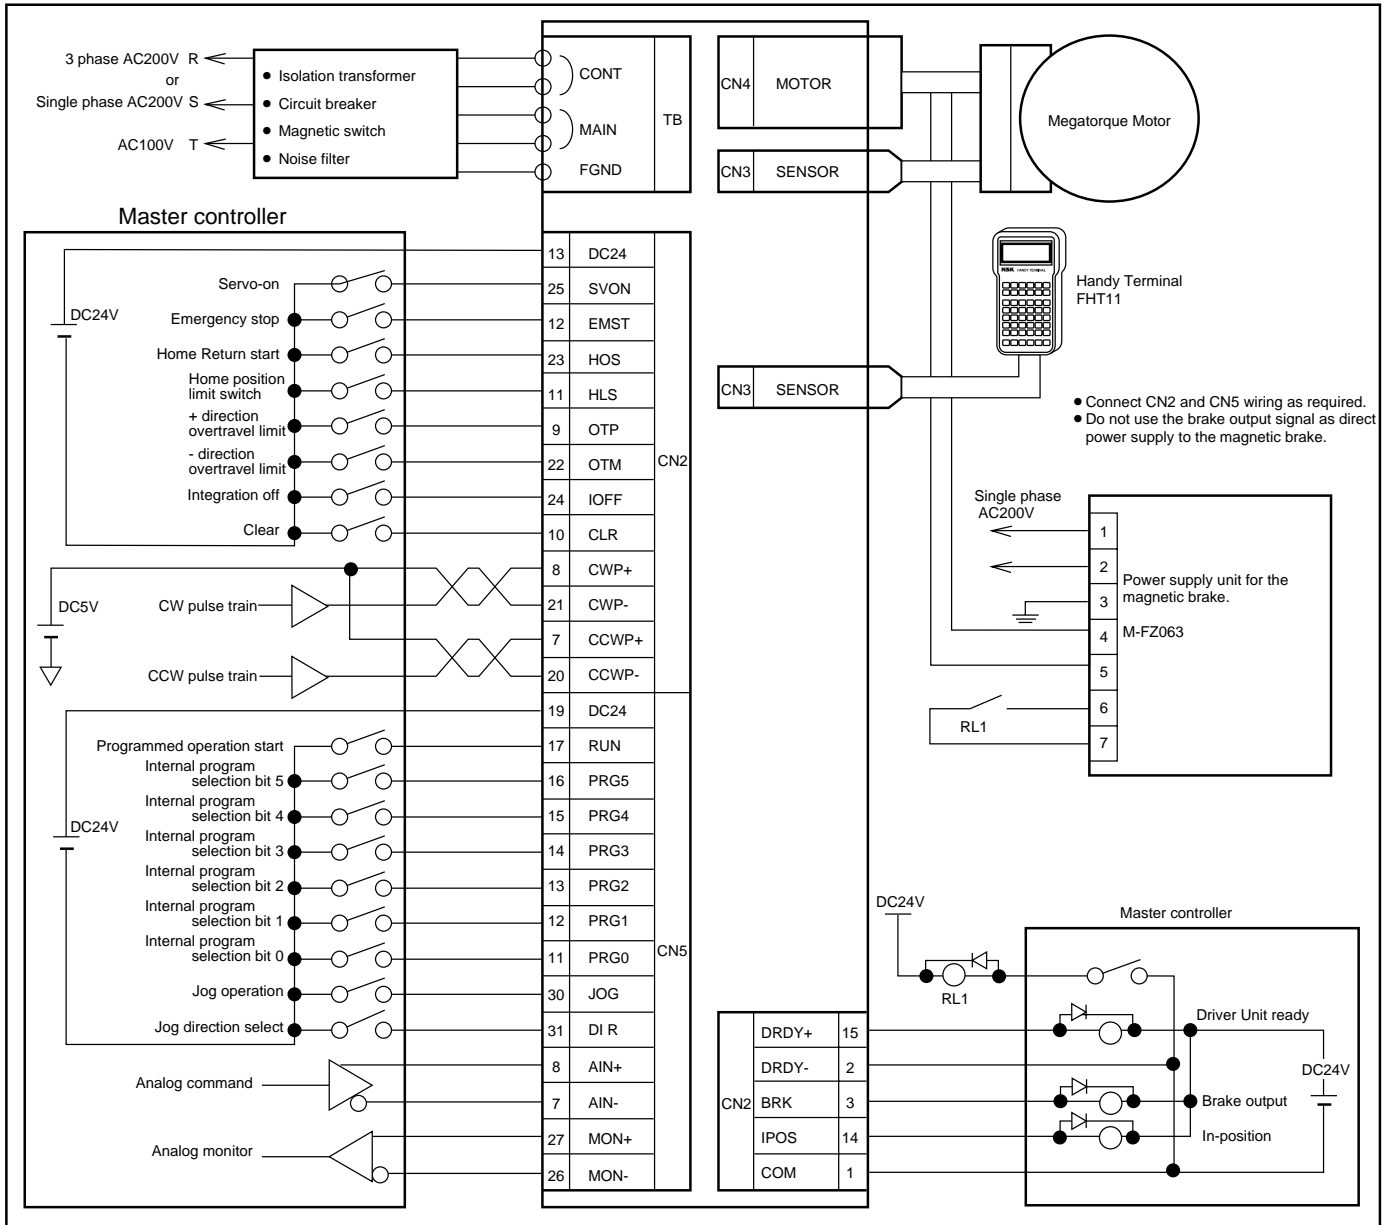 3 phase AC200V R
or
Single phase AC200V S
AC100V T
● Isolation transformer
● Circuit breaker
● Magnetic switch
● Noise filter
CONT
MAIN
FGND
TB
CN4 MOTOR
CN3 SENSOR
Megatorque Motor
NSK HANDY TERMINAL
Handy Terminal
FHT11
CN3 SENSOR
● Connect CN2 and CN5 wiring as required.
● Do not use the brake output signal as direct
power supply to the magnetic brake.
Master controller
DC24V
13 DC24
Servo-on 25 SVON
Emergency stop 12 EMST
Home Return start 23 HOS
Home position
limit switch 11 HLS
+ direction
overtravel limit 9 OTP
- direction
overtravel limit 22 OTM
CN2
Integration off 24 IOFF
Clear 10 CLR
DC5V
8 CWP+
CW pulse train 21 CWP-
7 CCWP+
CCW pulse train 20 CCWP-
DC24V
19 DC24
Programmed operation start 17 RUN
Internal program
selection bit 5 16 PRG5
Internal program
selection bit 4 15 PRG4
Internal program
selection bit 3 14 PRG3
Internal program
selection bit 2 13 PRG2
Internal program
selection bit 1 12 PRG1
Internal program
selection bit 0 11 PRG0
CN5
Jog operation 30 JOG
Jog direction select 31 DI R
8 AIN+
Analog command
7 AIN-
27 MON+
Analog monitor
26 MON-
Single phase
AC200V
1
2
3
4
5
6
7
Power supply unit for the
magnetic brake.
M-FZ063
RL1
DC24V
RL1
Master controller
CN2
DRDY+ 15
DRDY- 2
BRK 3
IPOS 14
COM 1
Driver Unit ready
DC24V
Brake output
In-position